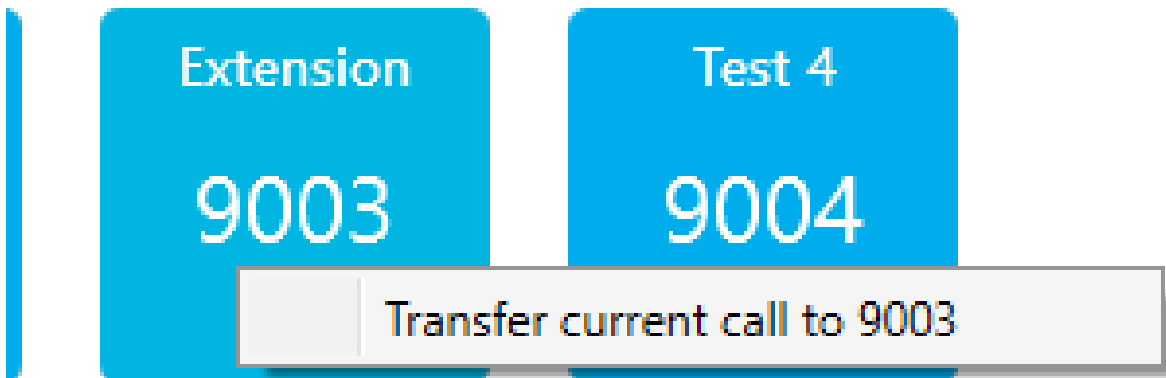 Extension
9003
Test 4
9004
Transfer current call to 9003